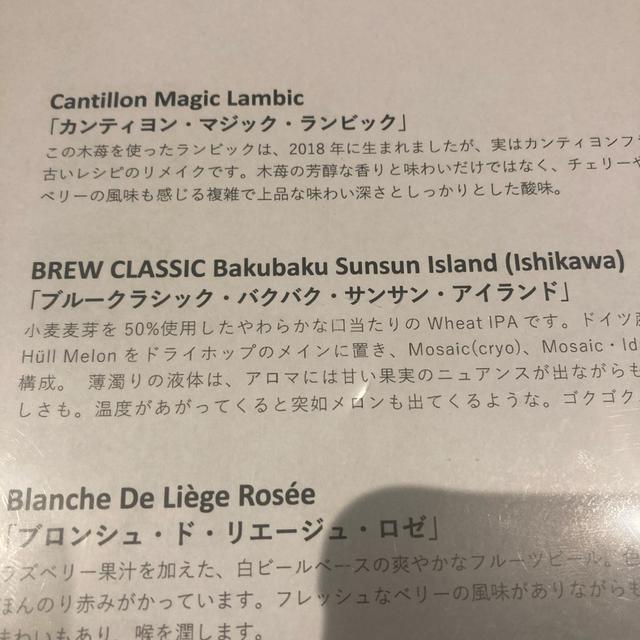 Cantillon Magic Lambic
「カンティヨン・マジック・ランビック」
この木苺を使ったランビックは、2018 年に生まれましたが、実はカンティヨンフ
古いレシピのリメイクです。木苺の芳醇な香りと味わいだけではなく、チェリーや
ベリーの風味も感じる複雑で上品な味わい深さとしっかりとした酸味。
BREW CLASSIC Bakubaku Sunsun Island (Ishikawa)
「ブルークラシック・バクバク・サンサン・アイランド」
小麦麦芽を 50%使用したやわらかな口当たりの Wheat IPA です。ドイツ
Hüll Melon をドライホップのメインに置き、Mosaic(cryo)、Mosaic・Id
構成。 薄濁りの液体は、アロマには甘い果実のニュアンスが出ながらも
しさも。温度があがってくると突如メロンも出てくるような。ゴクゴク
Blanche De Liège Rosée
「ブロンシュ・ド・リエージュ・ロゼ」
ラズベリー果汁を加えた、白ビールベースの爽やかなフルーツビール。色
ほんのり赤みがかっています。フレッシュなベリーの風味がありながらも
味わいもあり、喉を潤します。